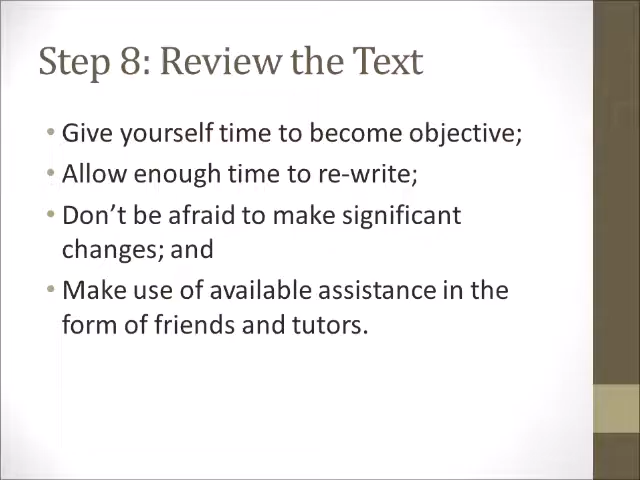 Step 8: Review the Text
• Give yourself time to become objective;
• Allow enough time to re-write;
• Don’t be afraid to make significant
changes; and
• Make use of available assistance in the
form of friends and tutors.